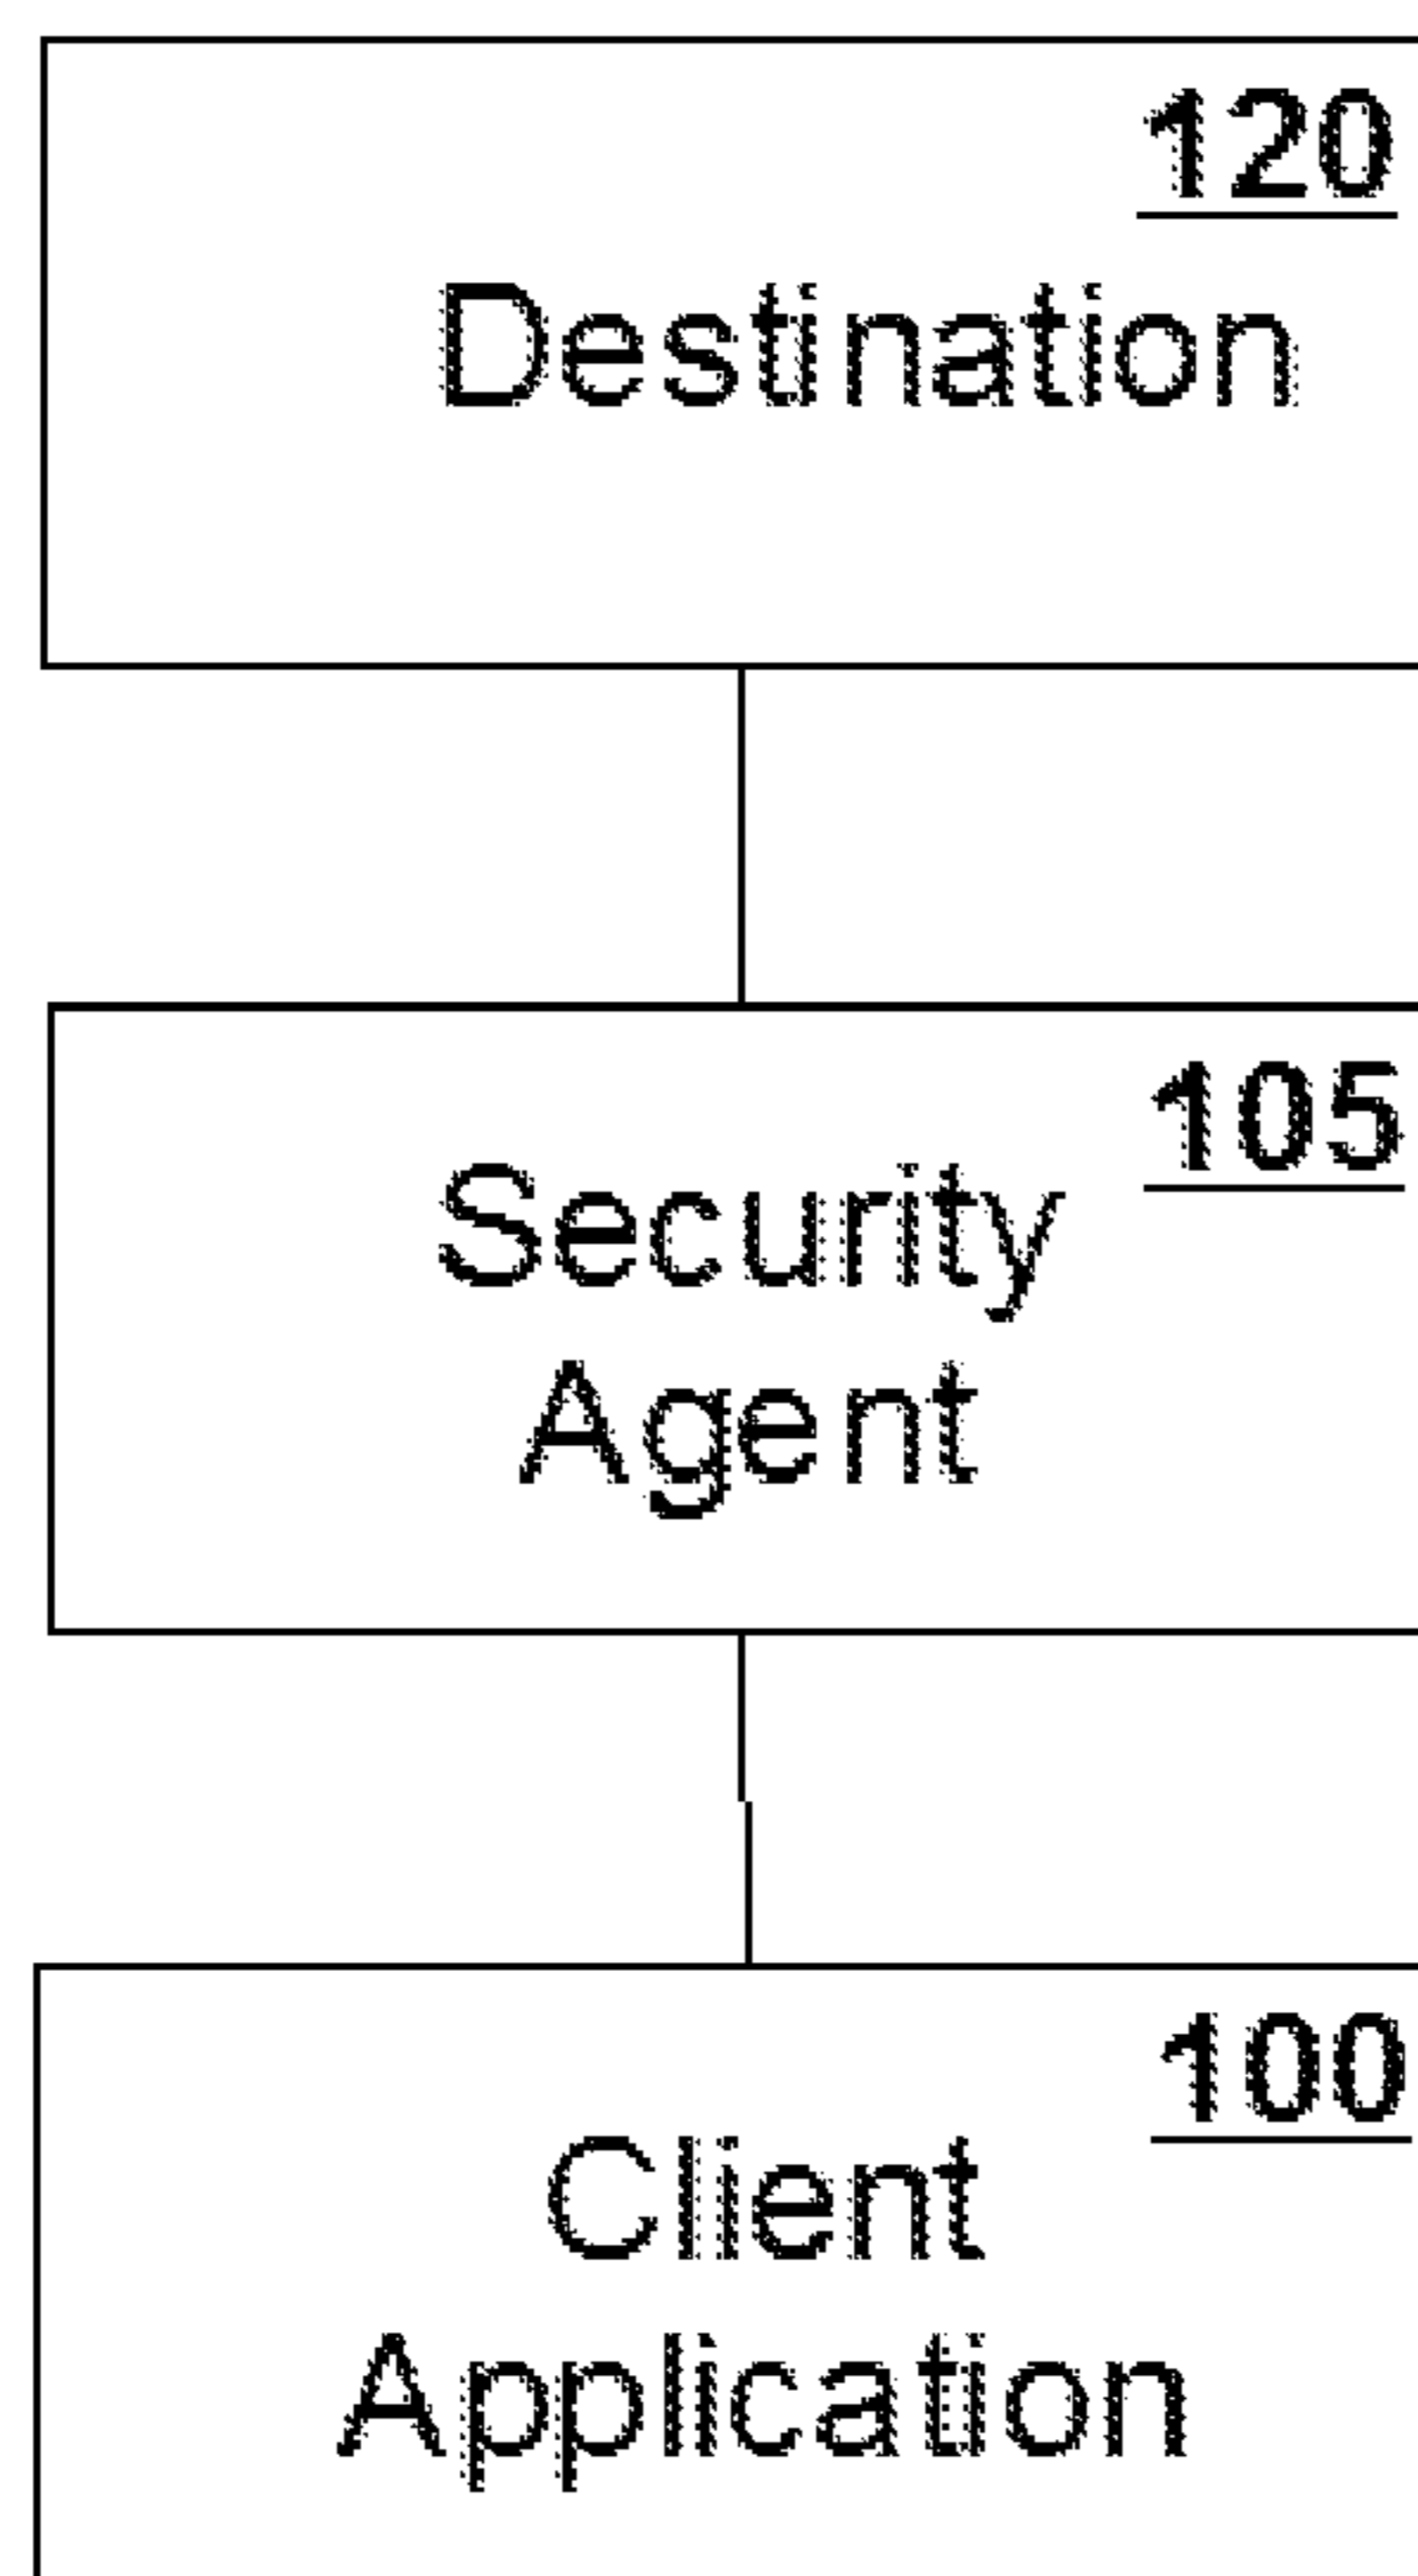 120
Destination
105
Security
Agent
100
Client
Application